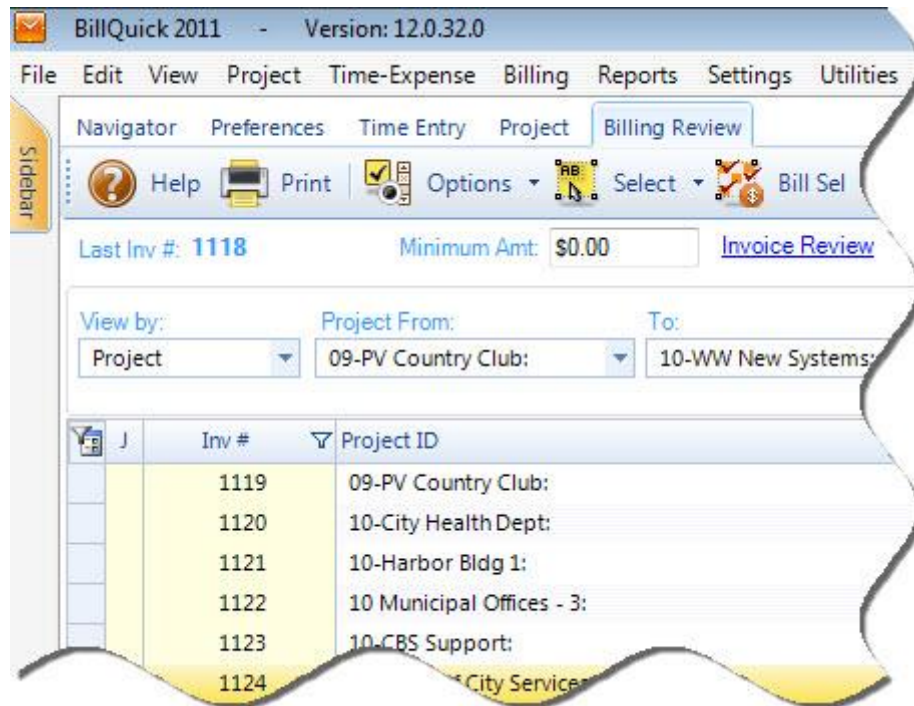 BillQuick 2011 - Version: 12.0.32.0
File Edit View Project Time-Expense Billing Reports Settings Utilities
Sidebar
Navigator Preferences Time Entry Project Billing Review
Help Print Options AB Select Bill Sel
Last Inv #: 1118 Minimum Amt: $0.00 Invoice Review
View by: Project From: To:
Project 09-PV Country Club: 10-WW New Systems:
J Inv # Project ID
1119 09-PV Country Club:
1120 10-City Health Dept:
1121 10-Harbor Bldg 1:
1122 10 Municipal Offices - 3:
1123 10-CBS Support:
1124 City Services